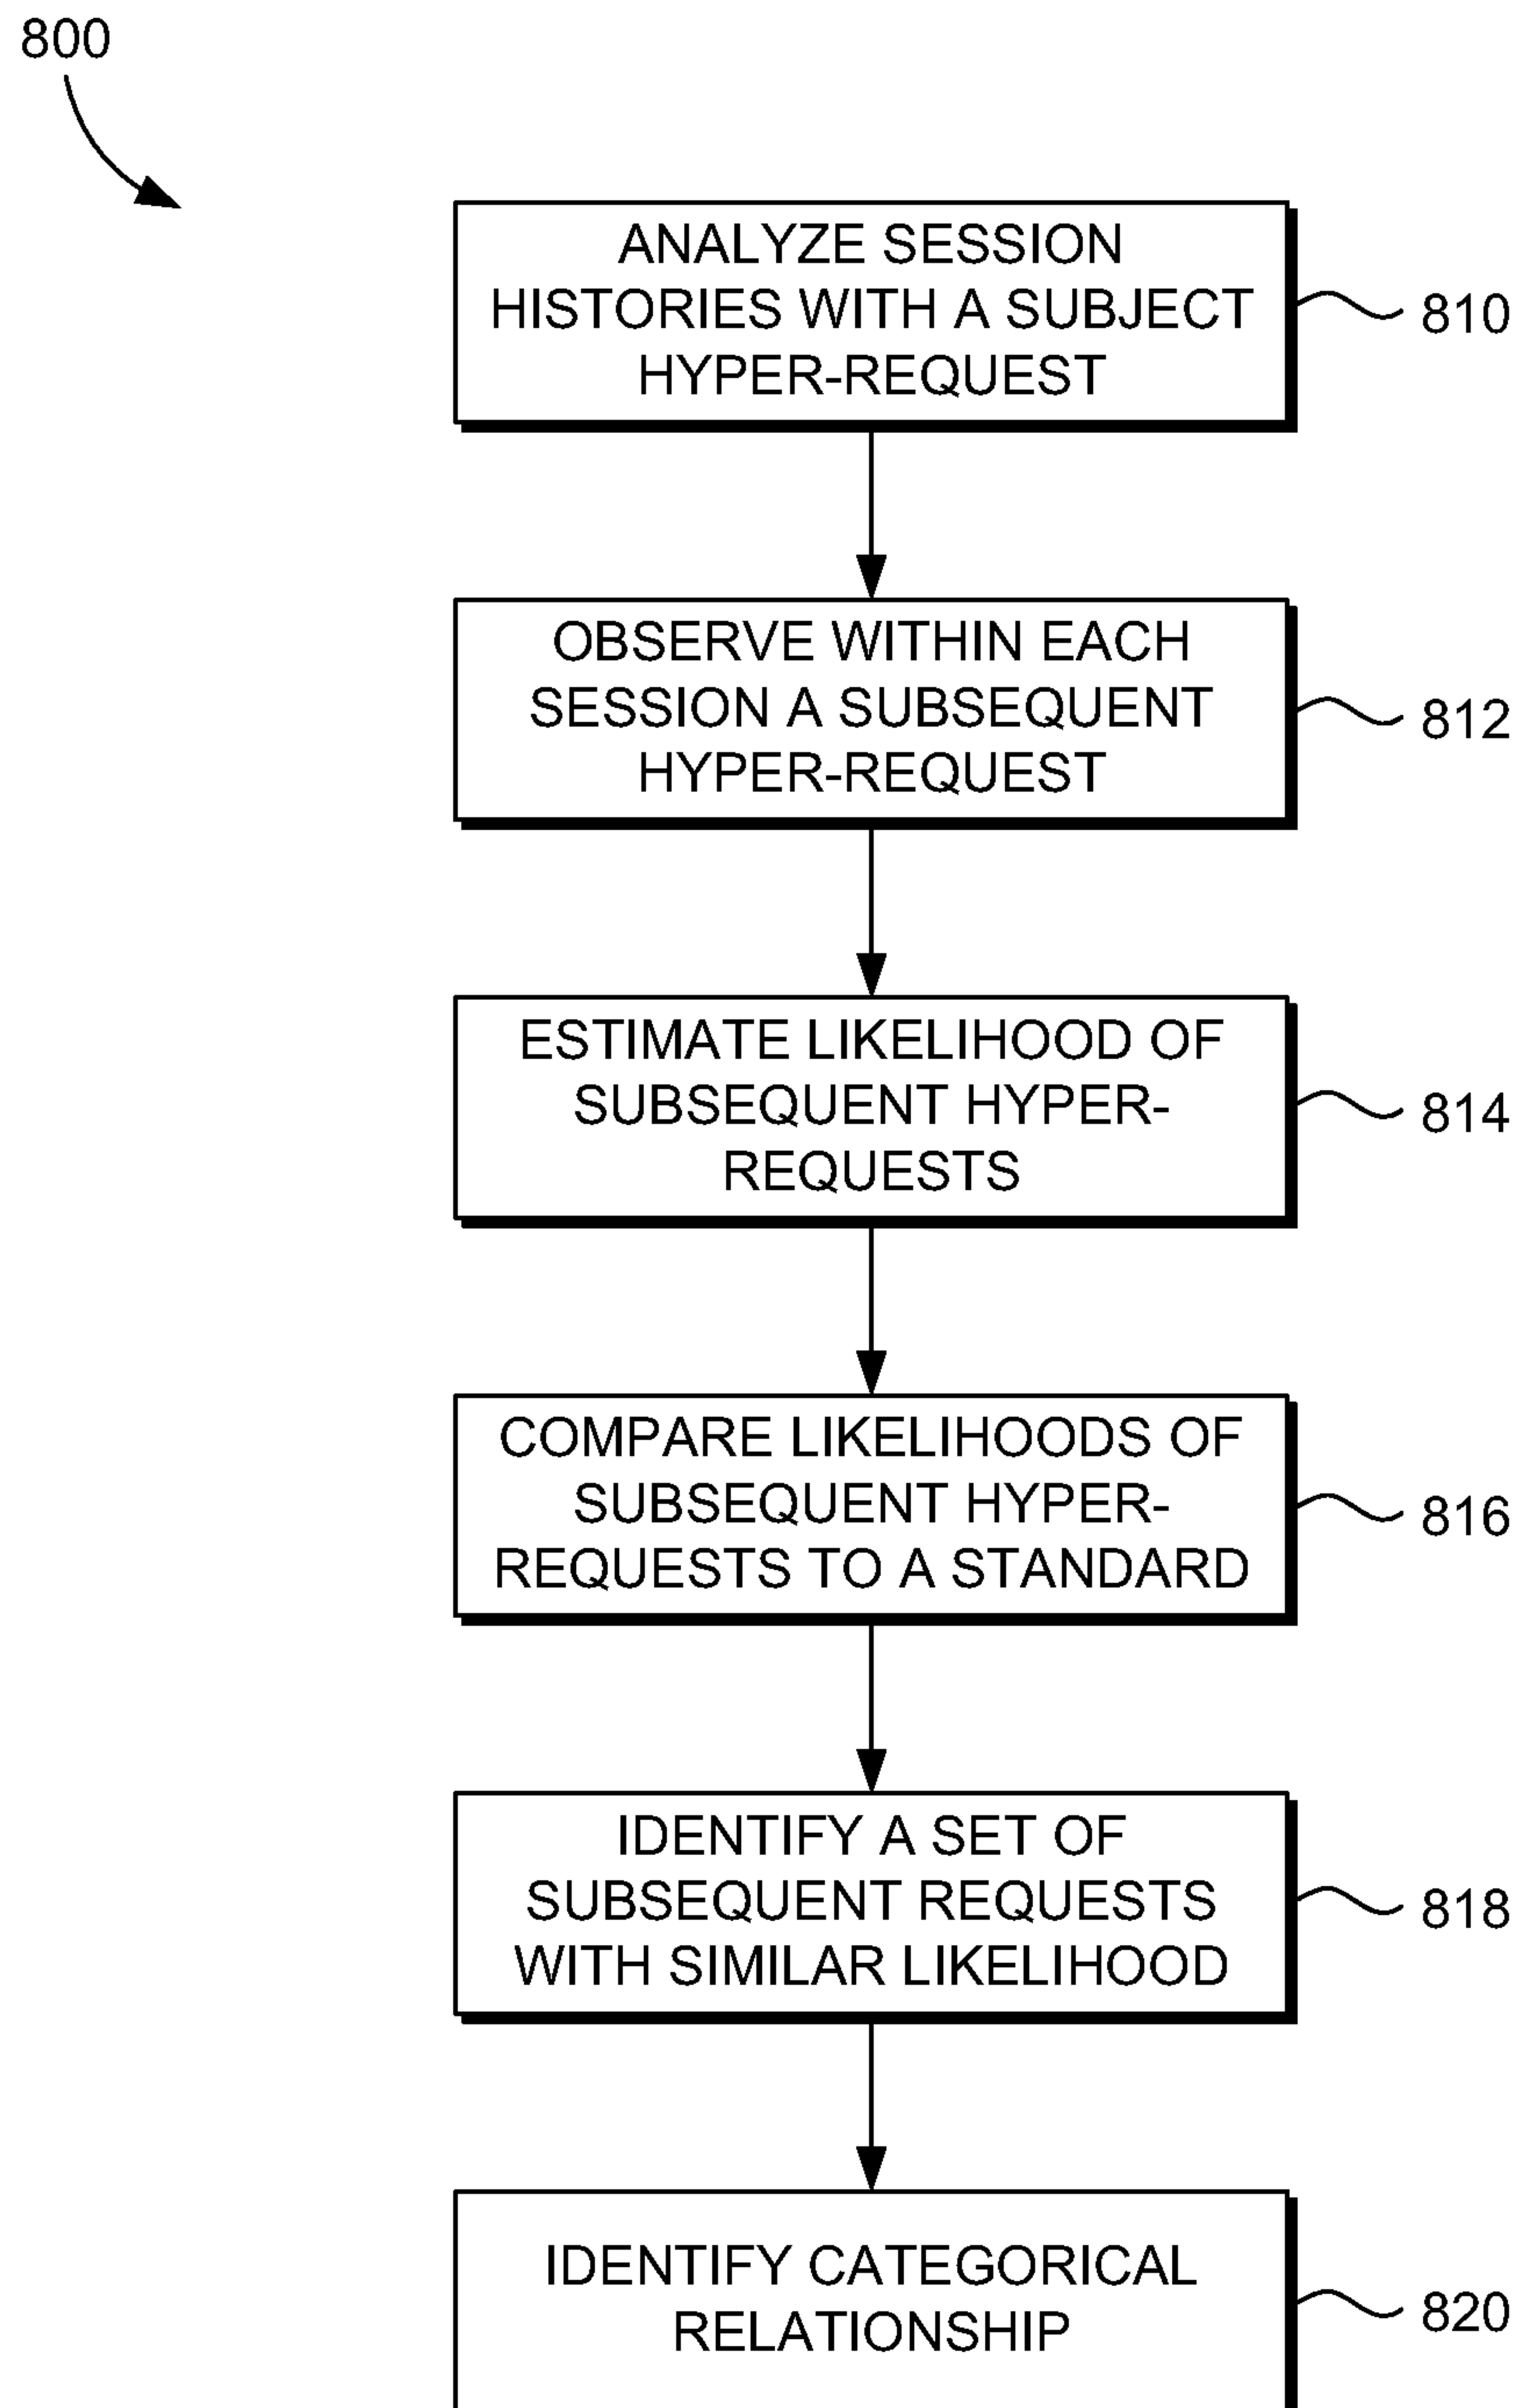 800
ANALYZE SESSION
HISTORIES WITH A SUBJECT
HYPER-REQUEST
810
OBSERVE WITHIN EACH
SESSION A SUBSEQUENT
HYPER-REQUEST
812
ESTIMATE LIKELIHOOD OF
SUBSEQUENT HYPER-
REQUESTS
814
COMPARE LIKELIHOODS OF
SUBSEQUENT HYPER-
REQUESTS TO A STANDARD
816
IDENTIFY A SET OF
SUBSEQUENT REQUESTS
WITH SIMILAR LIKELIHOOD
818
IDENTIFY CATEGORICAL
RELATIONSHIP
820